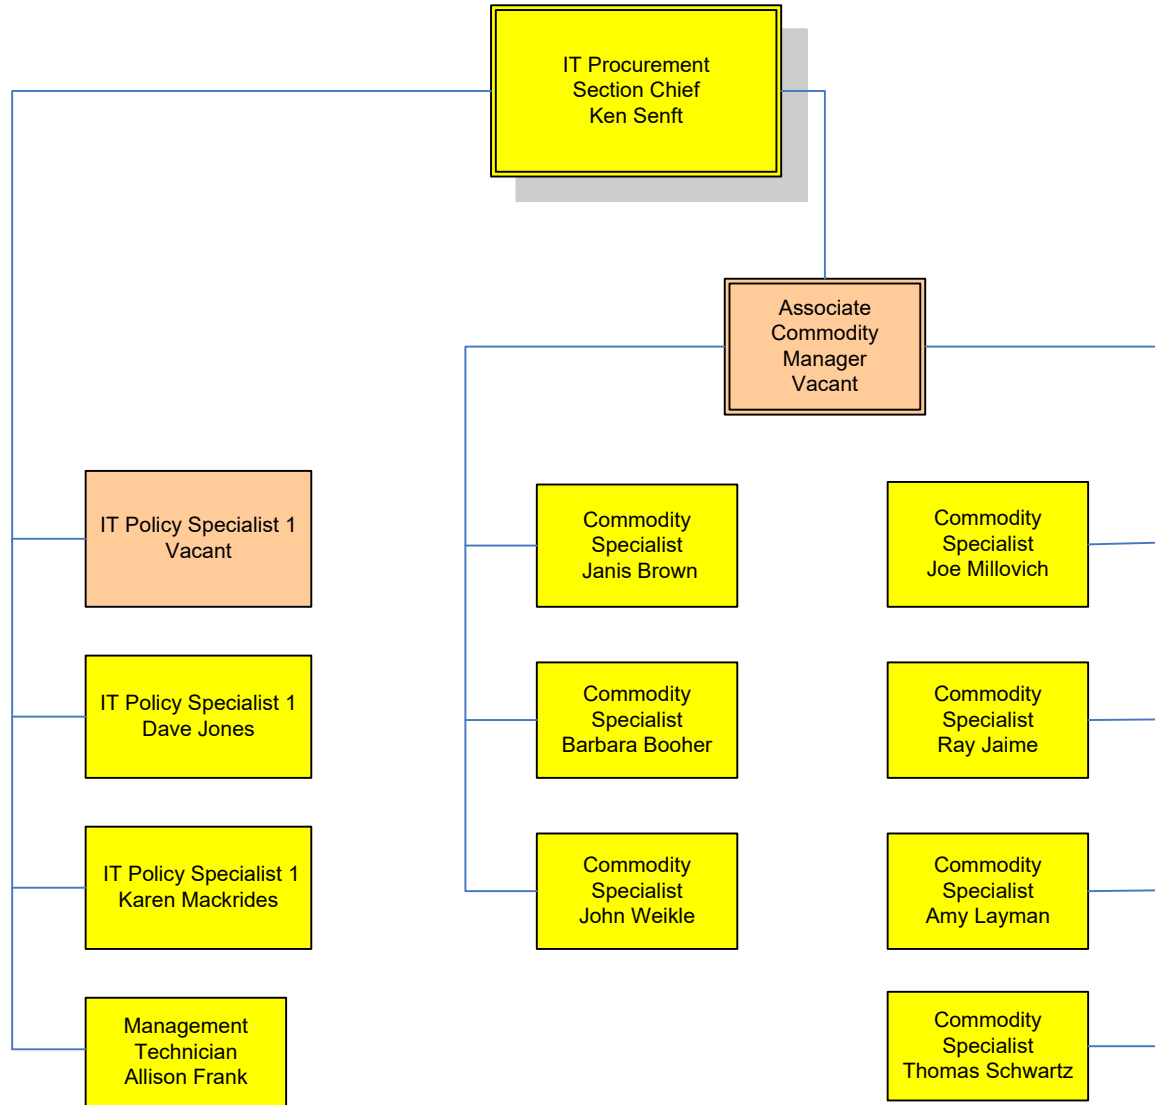 IT Procurement
Section Chief
Ken Senft
Associate
Commodity
Manager
Vacant
IT Policy Specialist 1
Vacant
Commodity
Specialist
Janis Brown
Commodity
Specialist
Joe Millovich
IT Policy Specialist 1
Dave Jones
Commodity
Specialist
Barbara Booher
Commodity
Specialist
Ray Jaime
IT Policy Specialist 1
Karen Mackrides
Commodity
Specialist
John Weikle
Commodity
Specialist
Amy Layman
Management
Technician
Allison Frank
Commodity
Specialist
Thomas Schwartz